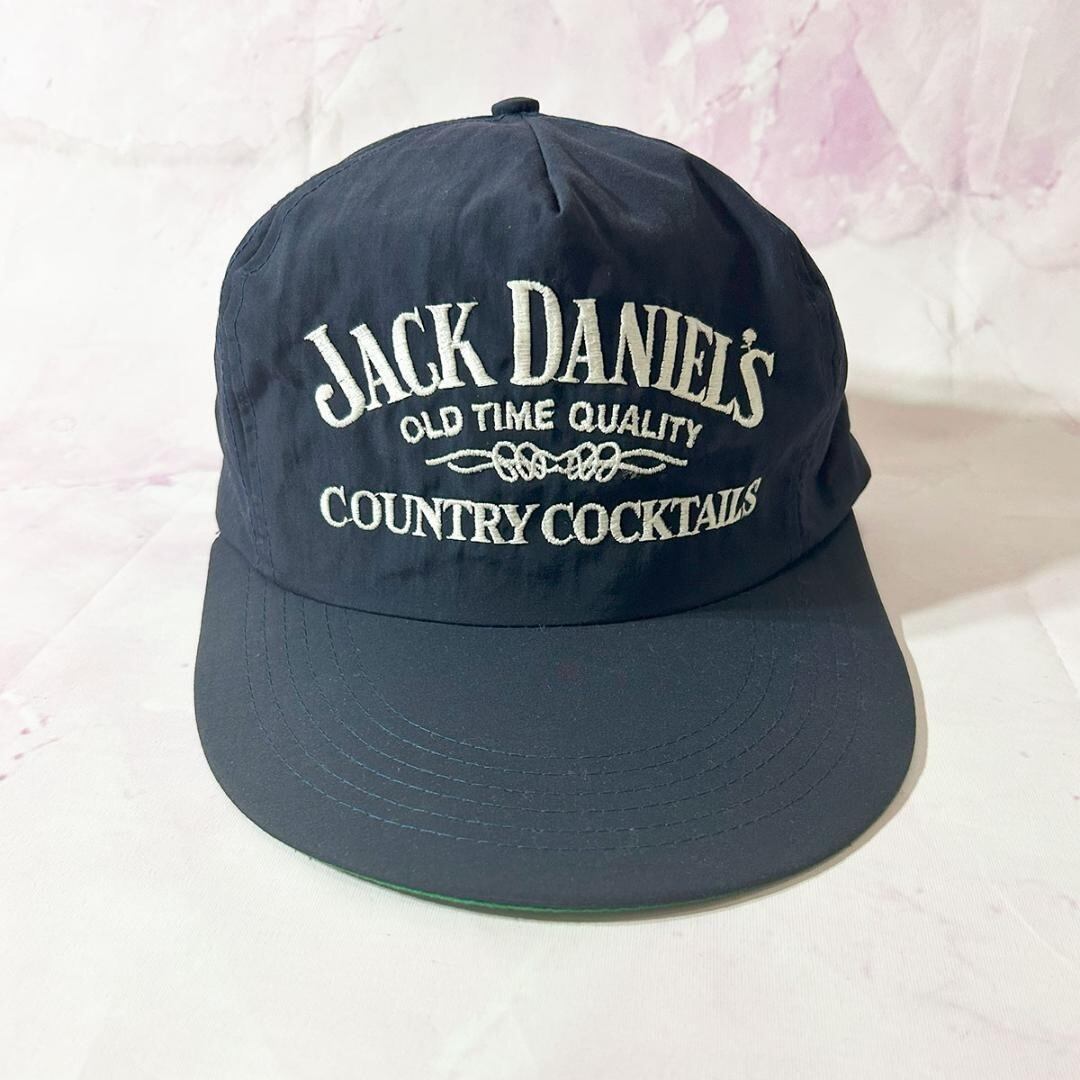 JACK DANIEL'S
OLD TIME QUALITY
COUNTRY COCKTAILS